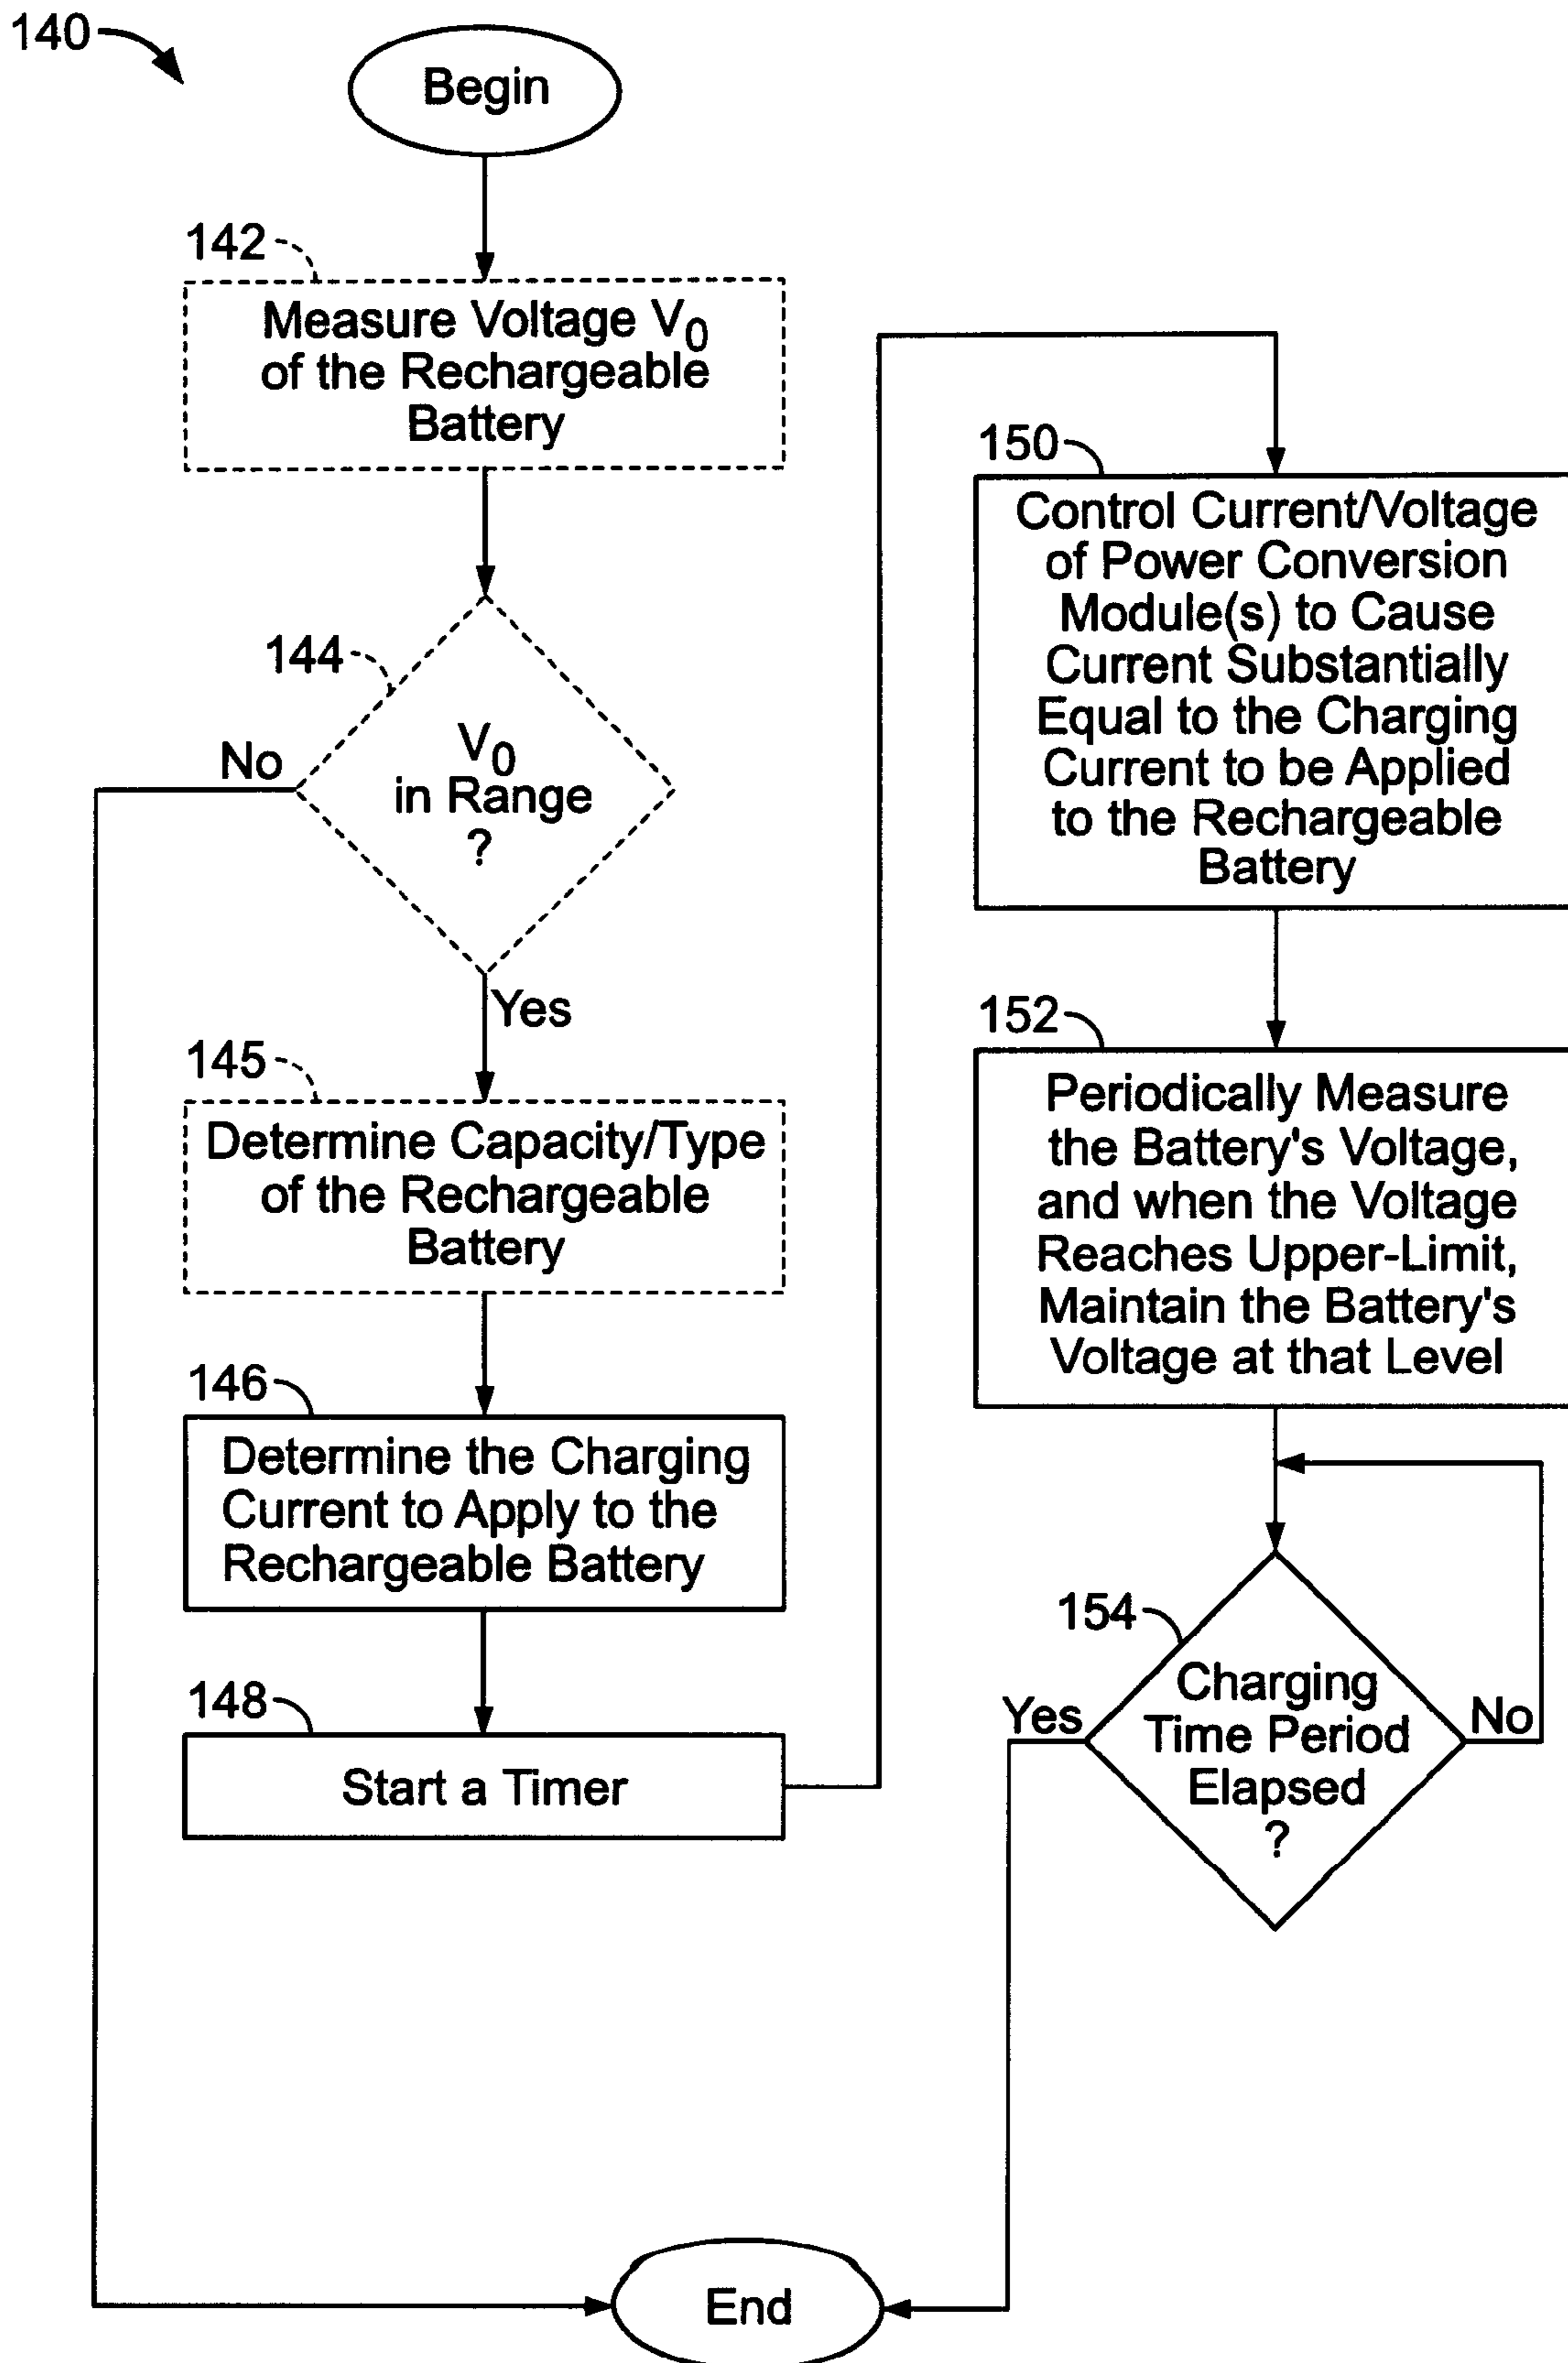 140
Begin
142
Measure Voltage V₀
of the Rechargeable
Battery
144
V₀
in Range
?
No
Yes
145
Determine Capacity/Type
of the Rechargeable
Battery
146
Determine the Charging
Current to Apply to the
Rechargeable Battery
148
Start a Timer
150
Control Current/Voltage
of Power Conversion
Module(s) to Cause
Current Substantially
Equal to the Charging
Current to be Applied
to the Rechargeable
Battery
152
Periodically Measure
the Battery's Voltage,
and when the Voltage
Reaches Upper-Limit,
Maintain the Battery's
Voltage at that Level
154
Charging
Time Period
Elapsed
?
Yes
No
End